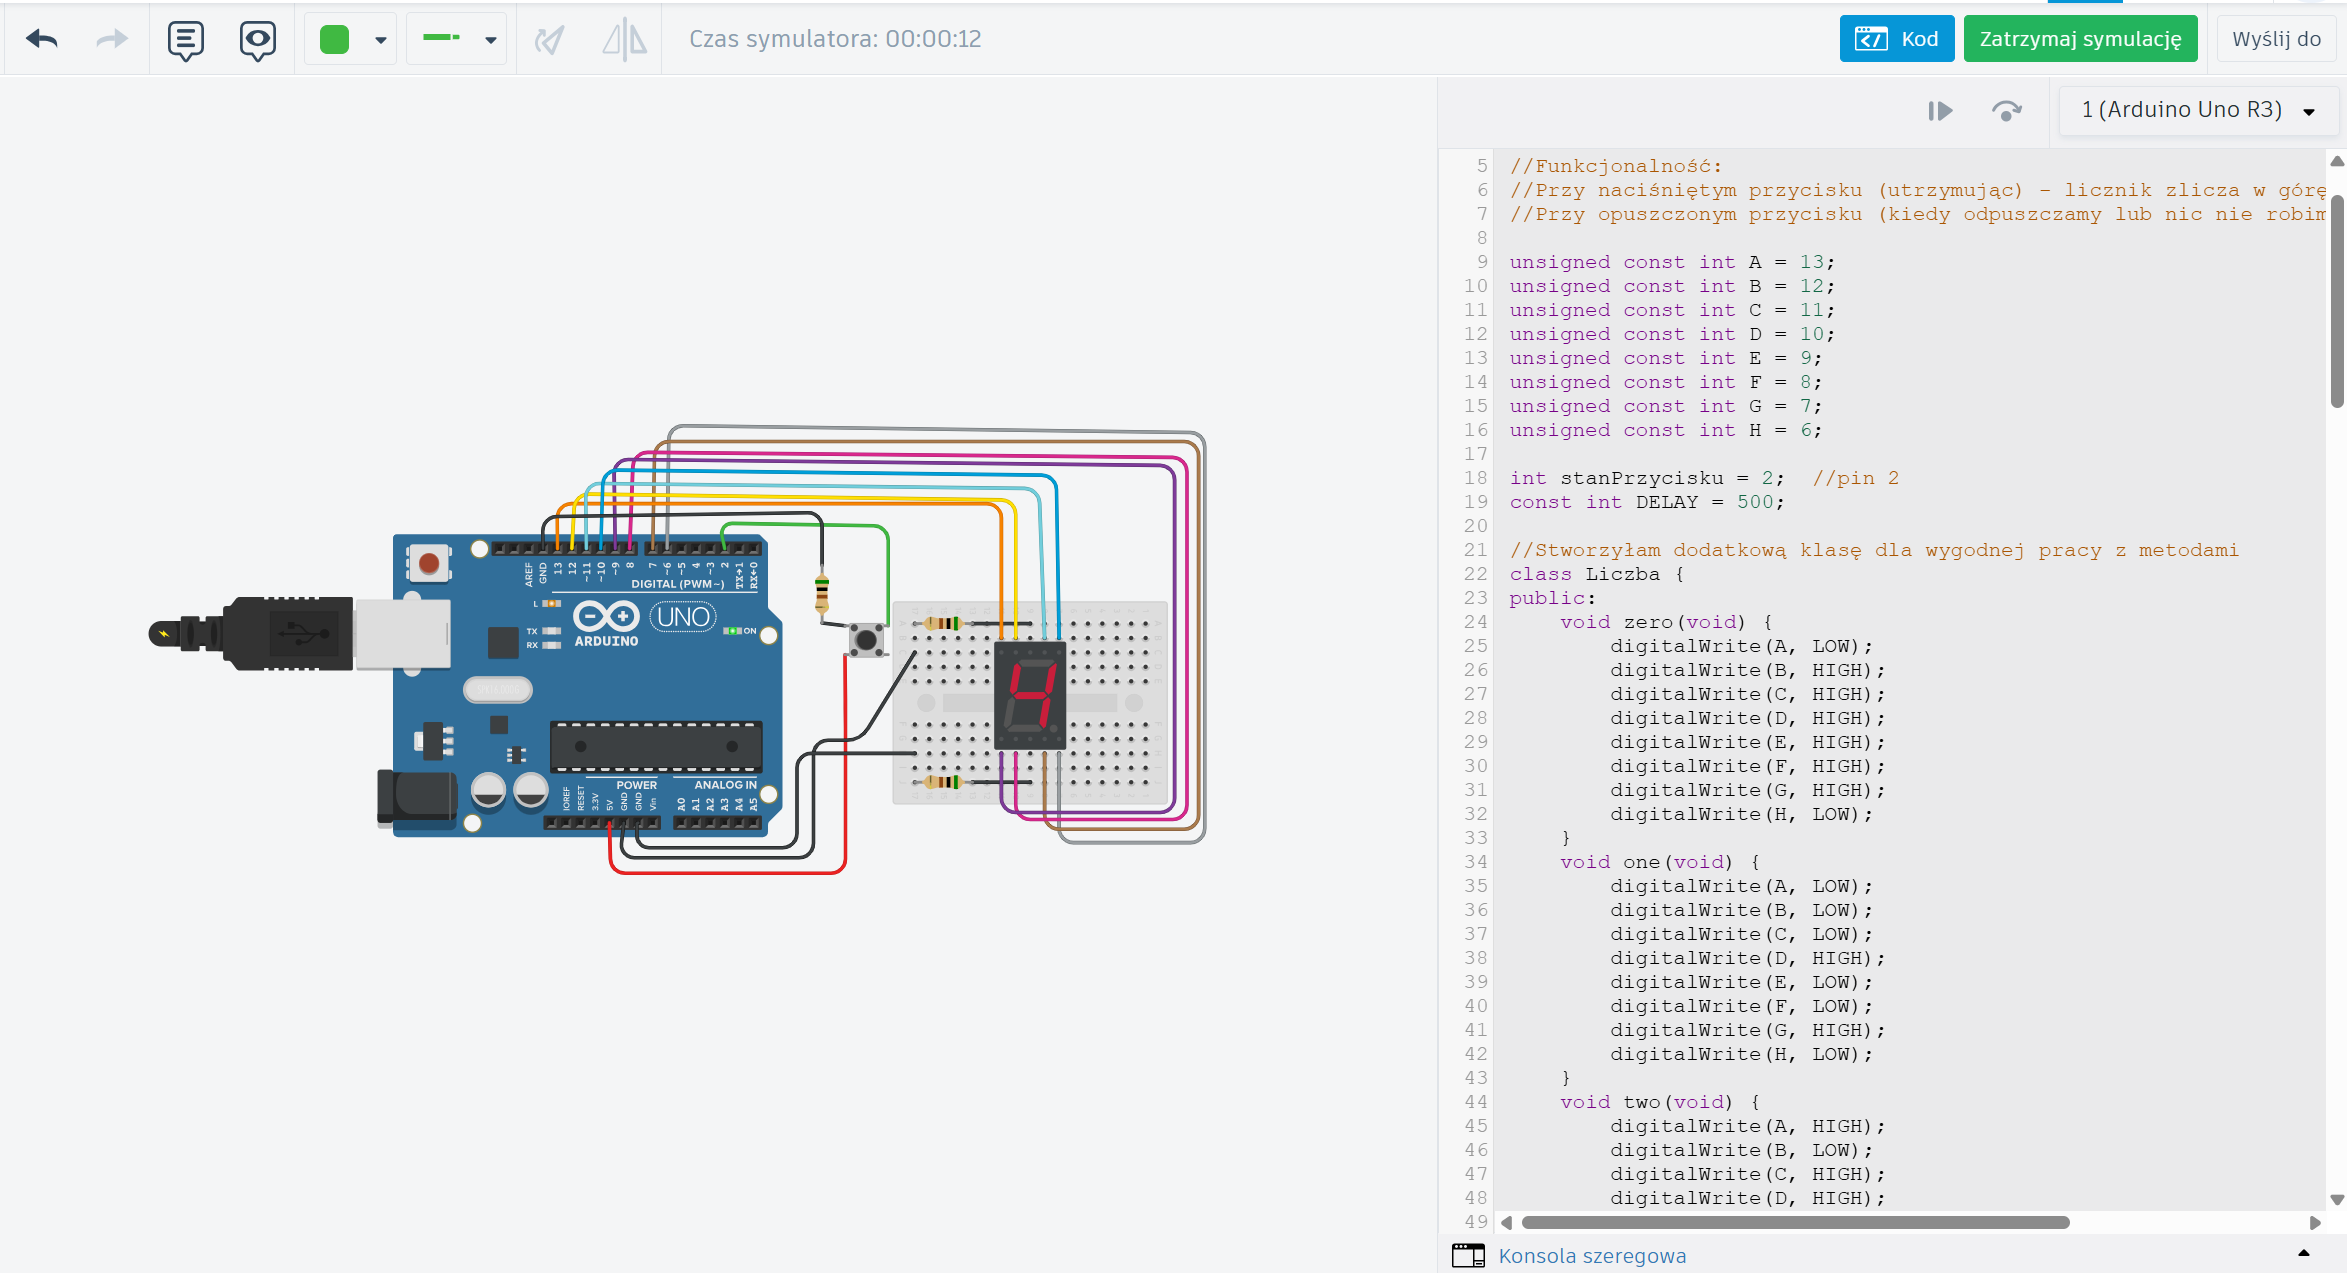 Czas symulatora: 00:00:12
Kod
Zatrzymaj symulację
Wyślij do
1 (Arduino Uno R3)
5 //Funkcjonalność:
6 //Przy naciśniętym przycisku (utrzymując) - licznik zlicza w górę
7 //Przy opuszczonym przycisku (kiedy odpuszczamy lub nic nie robim
8
9 unsigned const int A = 13;
10 unsigned const int B = 12;
11 unsigned const int C = 11;
12 unsigned const int D = 10;
13 unsigned const int E = 9;
14 unsigned const int F = 8;
15 unsigned const int G = 7;
16 unsigned const int H = 6;
17
18 int stanPrzycisku = 2;  //pin 2
19 const int DELAY = 500;
20
21 //Stworzyłam dodatkową klasę dla wygodnej pracy z metodami
22 class Liczba {
23 public:
24     void zero(void) {
25         digitalWrite(A, LOW);
26         digitalWrite(B, HIGH);
27         digitalWrite(C, HIGH);
28         digitalWrite(D, HIGH);
29         digitalWrite(E, HIGH);
30         digitalWrite(F, HIGH);
31         digitalWrite(G, HIGH);
32         digitalWrite(H, LOW);
33     }
34     void one(void) {
35         digitalWrite(A, LOW);
36         digitalWrite(B, LOW);
37         digitalWrite(C, LOW);
38         digitalWrite(D, HIGH);
39         digitalWrite(E, LOW);
40         digitalWrite(F, LOW);
41         digitalWrite(G, HIGH);
42         digitalWrite(H, LOW);
43     }
44     void two(void) {
45         digitalWrite(A, HIGH);
46         digitalWrite(B, LOW);
47         digitalWrite(C, HIGH);
48         digitalWrite(D, HIGH);
49
Konsola szeregowa
AREF GND 13 12 ~11 ~10 ~9 8 7 ~6 ~5 4 ~3 2 TX→1 RX←0
DIGITAL (PWM~)
L
TX
RX
ARDUINO
UNO
ON
POWER
ANALOG IN
IOREF RESET 3.3V 5V GND GND Vin A0 A1 A2 A3 A4 A5